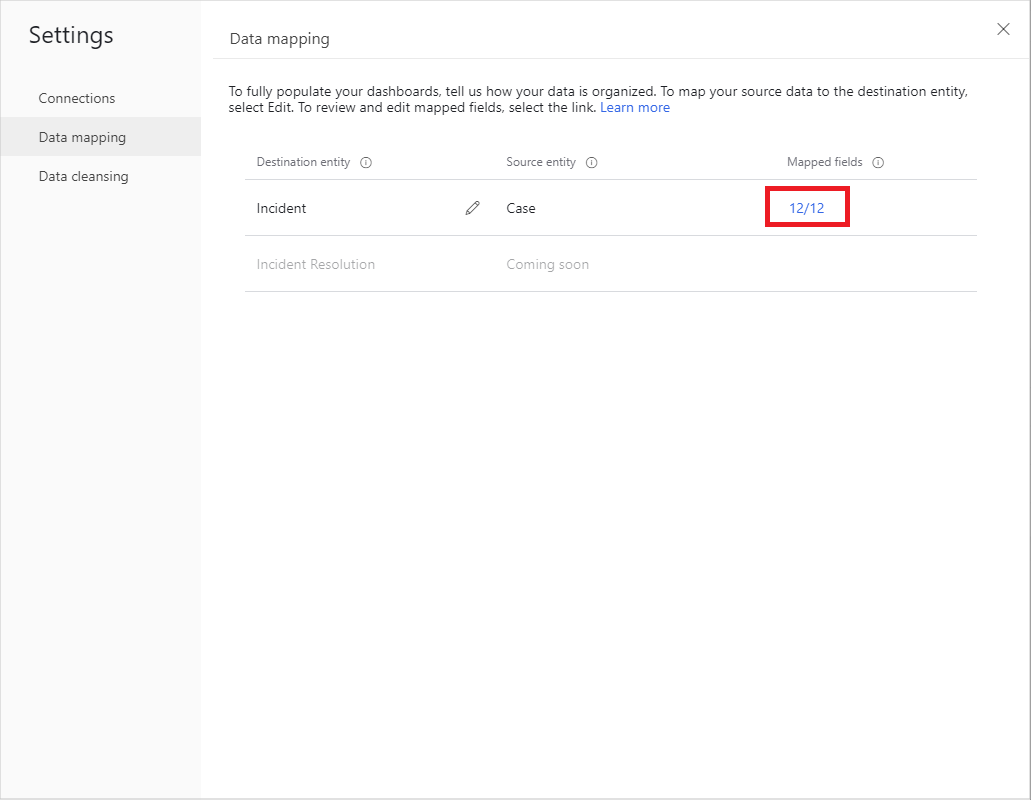 Settings
Connections
Data mapping
Data cleansing
Data mapping
To fully populate your dashboards, tell us how your data is organized. To map your source data to the destination entity,
select Edit. To review and edit mapped fields, select the link. Learn more
Destination entity Source entity Mapped fields
Incident Case 12/12
Incident Resolution Coming soon